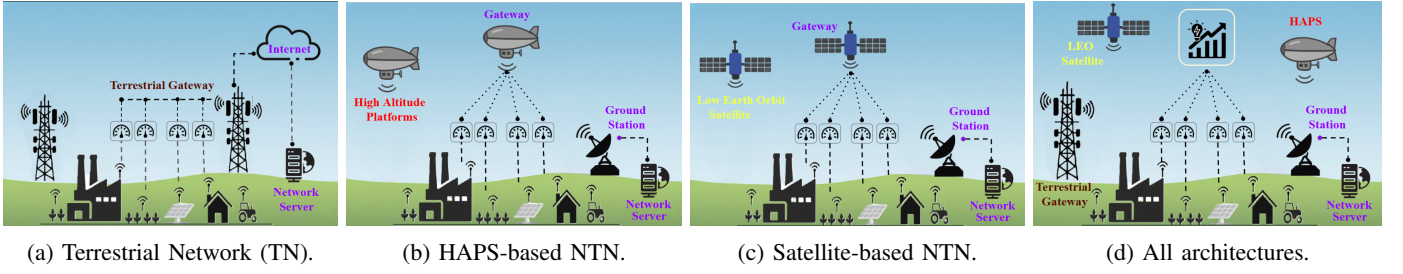 Internet
Terrestrial Gateway
Network
Server
(a) Terrestrial Network (TN).
Gateway
High Altitude
Platforms
Ground
Station
Network
Server
(b) HAPS-based NTN.
Gateway
Low Earth Orbit
Satellite
Ground
Station
Network
Server
(c) Satellite-based NTN.
LEO
Satellite
HAPS
Ground
Station
Terrestrial
Gateway
Network
Server
(d) All architectures.